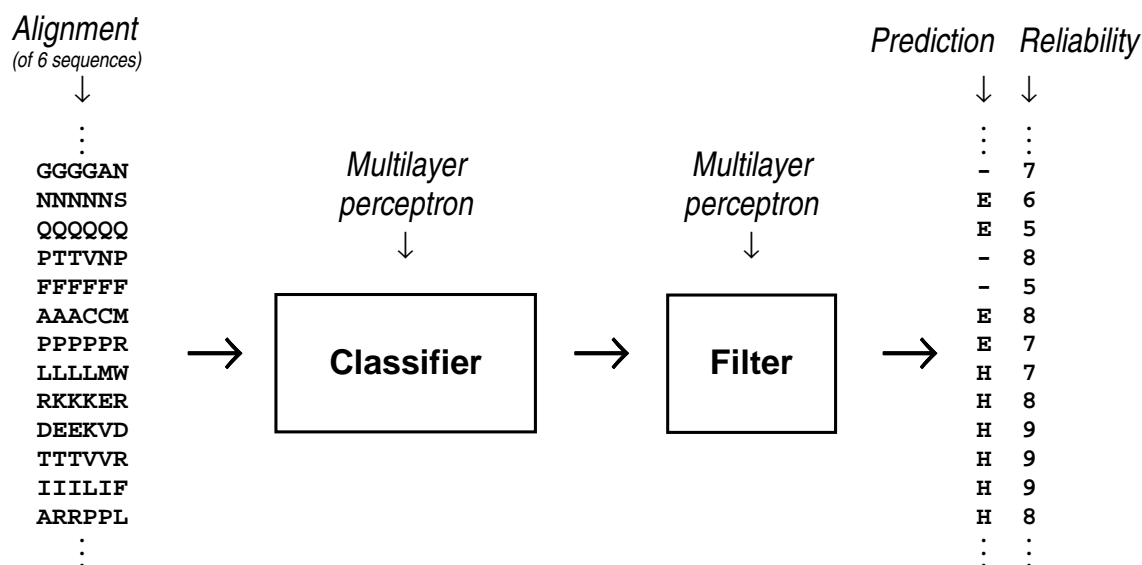 Alignment
(of 6 sequences)
Prediction Reliability
GGGGAN - 7
NNNNNS E 6
QQQQQQ E 5
PTTVNP - 8
FFFFFF - 5
AAACCM E 8
PPPPPR E 7
LLLLMW H 7
RKKKER H 8
DEEKVD H 9
TTTVVR H 9
IIILIF H 9
ARRPPL H 8
Multilayer
perceptron
Classifier
Multilayer
perceptron
Filter